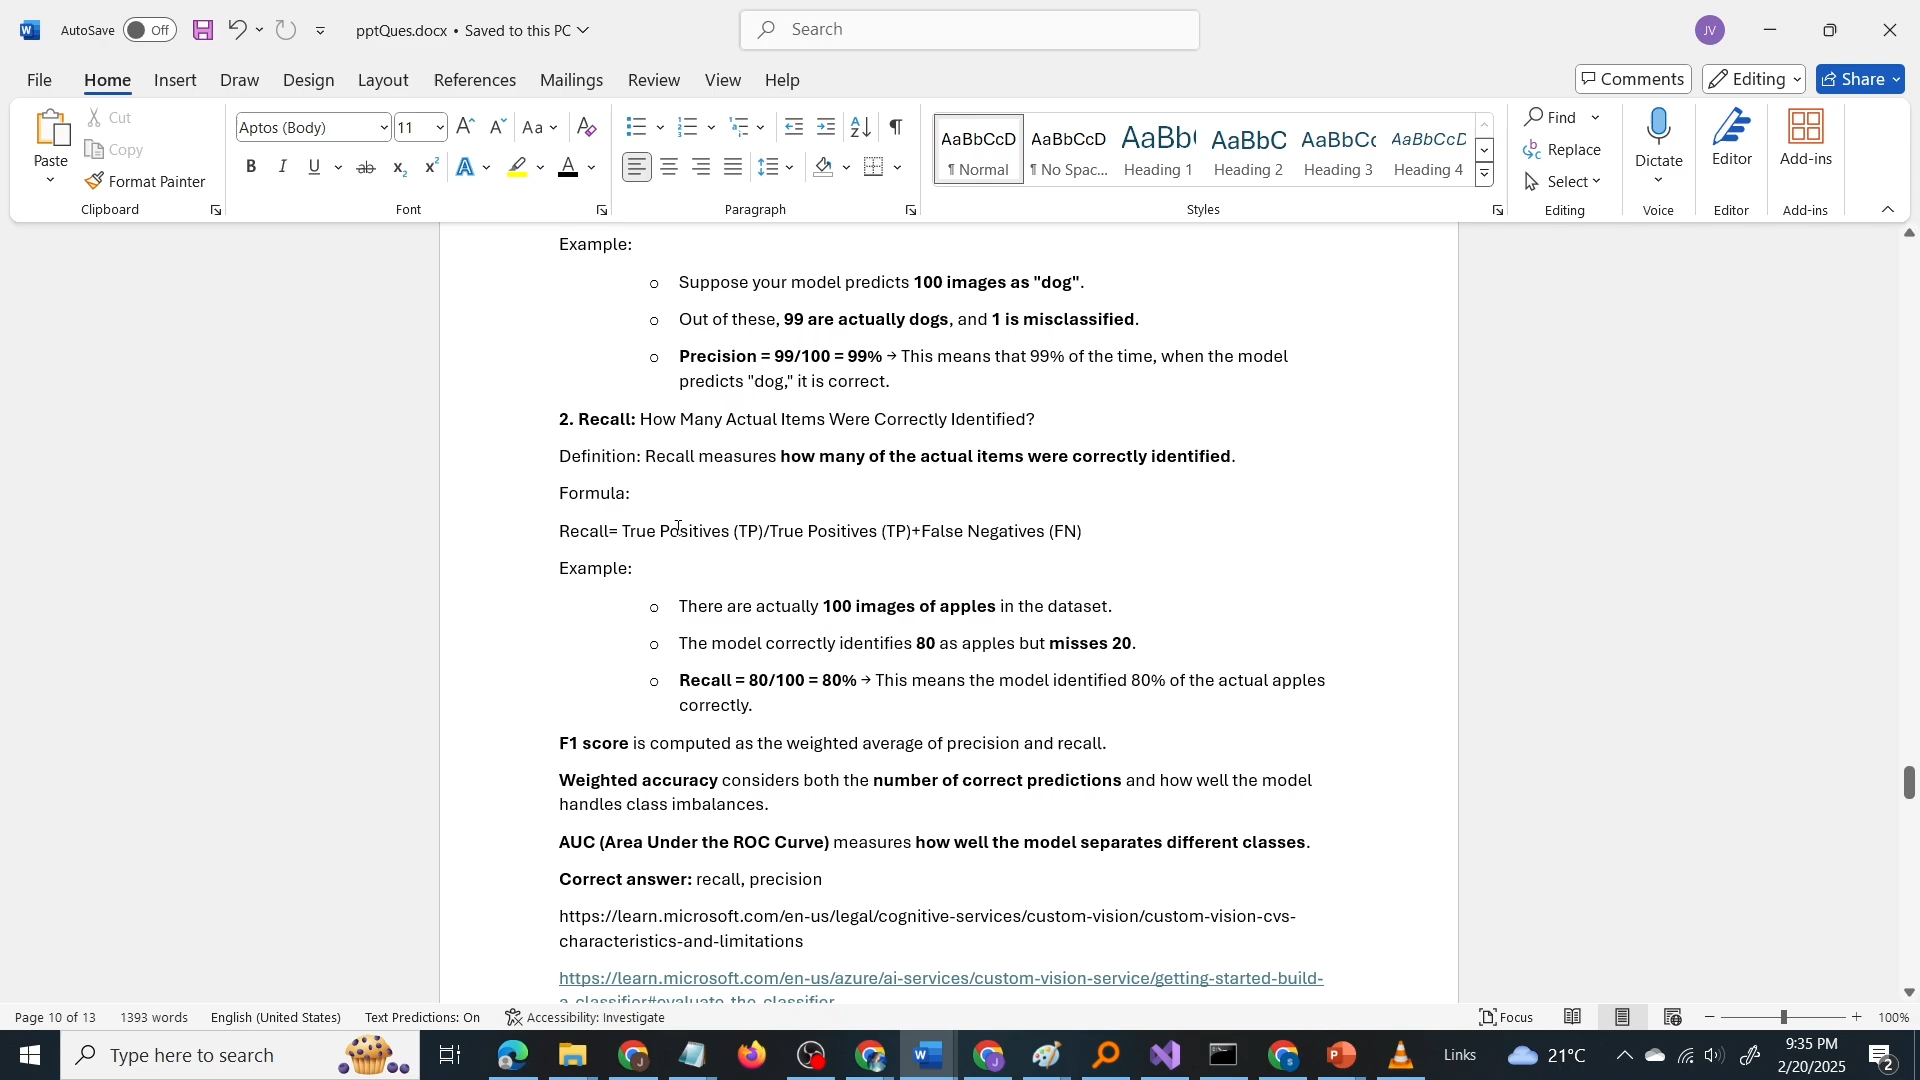 AutoSave Off pptQues.docx • Saved to this PC Search JV
File Home Insert Draw Design Layout References Mailings Review View Help Comments Editing Share
Paste Cut Copy Format Painter Clipboard
Aptos (Body) 11 Font
Paragraph
AaBbCcD ¶ Normal AaBbCcD ¶ No Spac... AaBb( Heading 1 AaBbC Heading 2 AaBbCc Heading 3 AaBbCcD Heading 4 Styles
Find Replace Select Editing
Dictate Voice Editor Editor Add-ins Add-ins
Example:
o Suppose your model predicts 100 images as "dog".
o Out of these, 99 are actually dogs, and 1 is misclassified.
o Precision = 99/100 = 99% → This means that 99% of the time, when the model
predicts "dog," it is correct.
2. Recall: How Many Actual Items Were Correctly Identified?
Definition: Recall measures how many of the actual items were correctly identified.
Formula:
Recall= True Positives (TP)/True Positives (TP)+False Negatives (FN)
Example:
o There are actually 100 images of apples in the dataset.
o The model correctly identifies 80 as apples but misses 20.
o Recall = 80/100 = 80% → This means the model identified 80% of the actual apples
correctly.
F1 score is computed as the weighted average of precision and recall.
Weighted accuracy considers both the number of correct predictions and how well the model
handles class imbalances.
AUC (Area Under the ROC Curve) measures how well the model separates different classes.
Correct answer: recall, precision
https://learn.microsoft.com/en-us/legal/cognitive-services/custom-vision/custom-vision-cvs-
characteristics-and-limitations
https://learn.microsoft.com/en-us/azure/ai-services/custom-vision-service/getting-started-build-
a-classifier#evaluate-the-classifier
Page 10 of 13 1393 words English (United States) Text Predictions: On Accessibility: Investigate Focus 100%
Type here to search Links 21°C 9:35 PM
2/20/2025 2